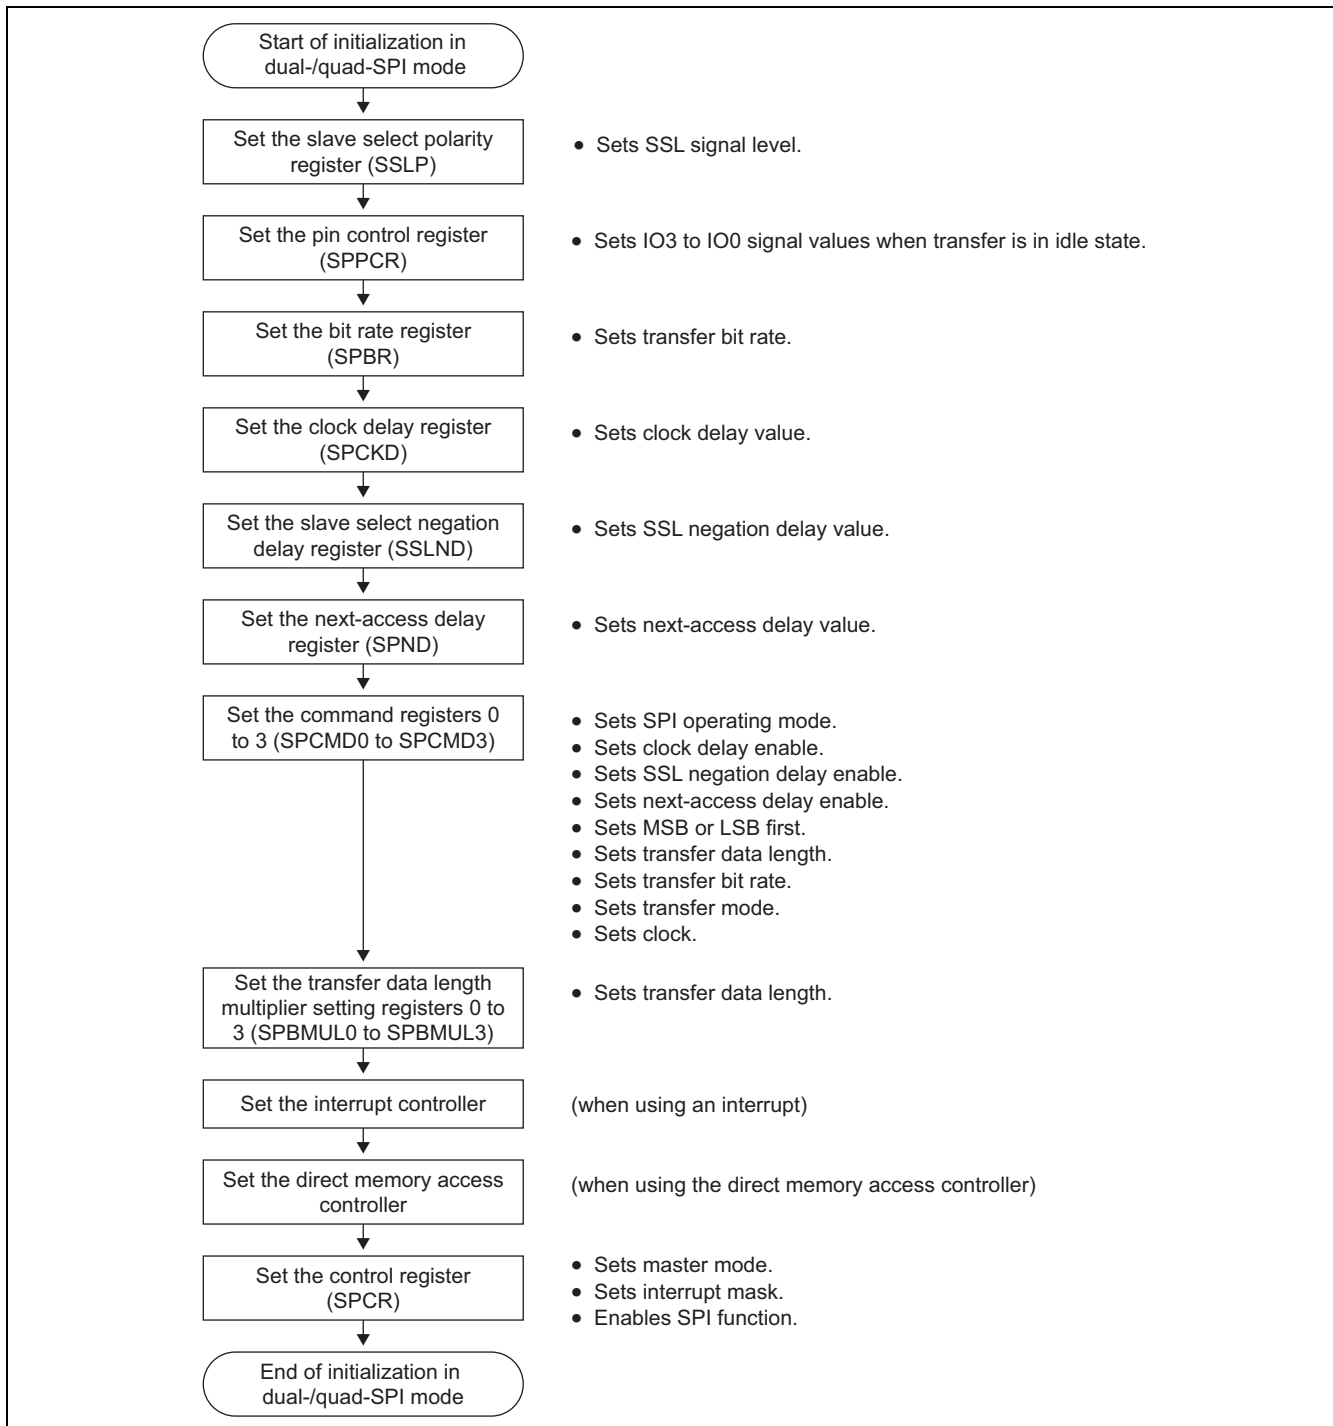 Start of initialization in
dual-/quad-SPI mode
Set the slave select polarity
register (SSLP)
• Sets SSL signal level.
Set the pin control register
(SPPCR)
• Sets IO3 to IO0 signal values when transfer is in idle state.
Set the bit rate register
(SPBR)
• Sets transfer bit rate.
Set the clock delay register
(SPCKD)
• Sets clock delay value.
Set the slave select negation
delay register (SSLND)
• Sets SSL negation delay value.
Set the next-access delay
register (SPND)
• Sets next-access delay value.
Set the command registers 0
to 3 (SPCMD0 to SPCMD3)
• Sets SPI operating mode.
• Sets clock delay enable.
• Sets SSL negation delay enable.
• Sets next-access delay enable.
• Sets MSB or LSB first.
• Sets transfer data length.
• Sets transfer bit rate.
• Sets transfer mode.
• Sets clock.
Set the transfer data length
multiplier setting registers 0 to
3 (SPBMUL0 to SPBMUL3)
• Sets transfer data length.
Set the interrupt controller
(when using an interrupt)
Set the direct memory access
controller
(when using the direct memory access controller)
Set the control register
(SPCR)
• Sets master mode.
• Sets interrupt mask.
• Enables SPI function.
End of initialization in
dual-/quad-SPI mode